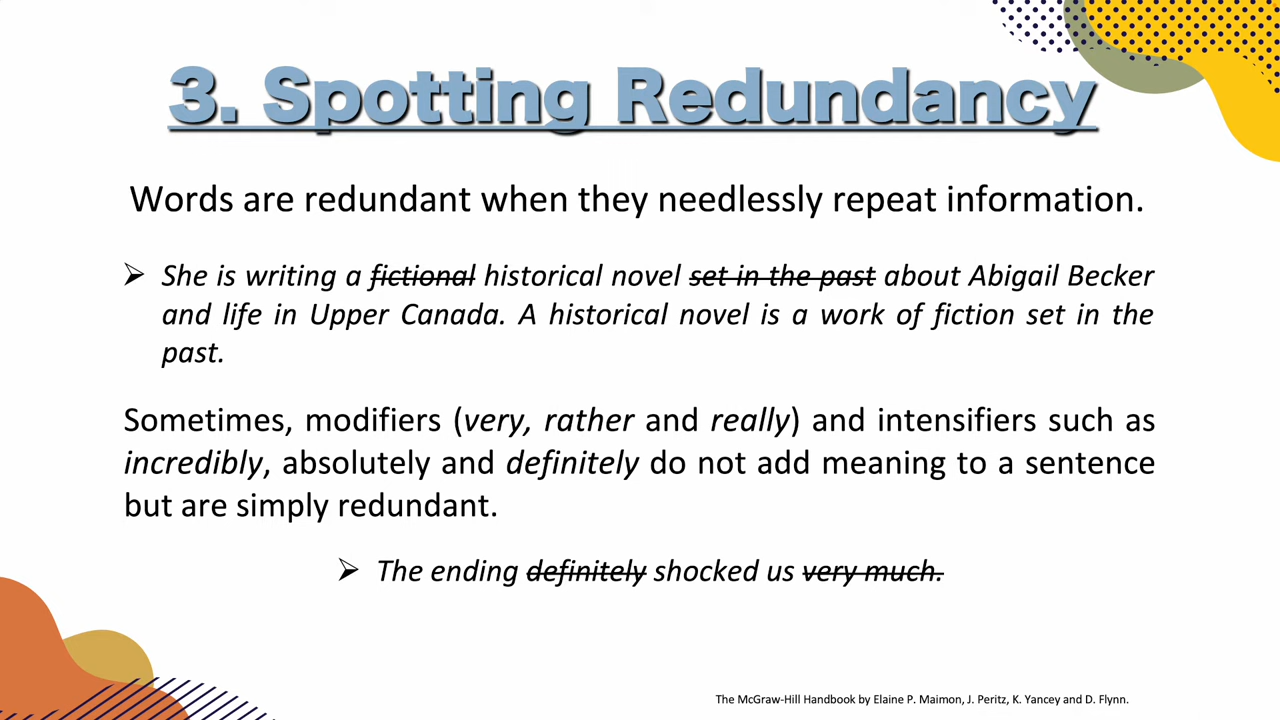 3. Spotting Redundancy
Words are redundant when they needlessly repeat information.
➢ She is writing a fictional historical novel set in the past about Abigail Becker
and life in Upper Canada. A historical novel is a work of fiction set in the
past.
Sometimes, modifiers (very, rather and really) and intensifiers such as
incredibly, absolutely and definitely do not add meaning to a sentence
but are simply redundant.
➢ The ending definitely shocked us very much.
The McGraw-Hill Handbook by Elaine P. Maimon, J. Peritz, K. Yancey and D. Flynn.